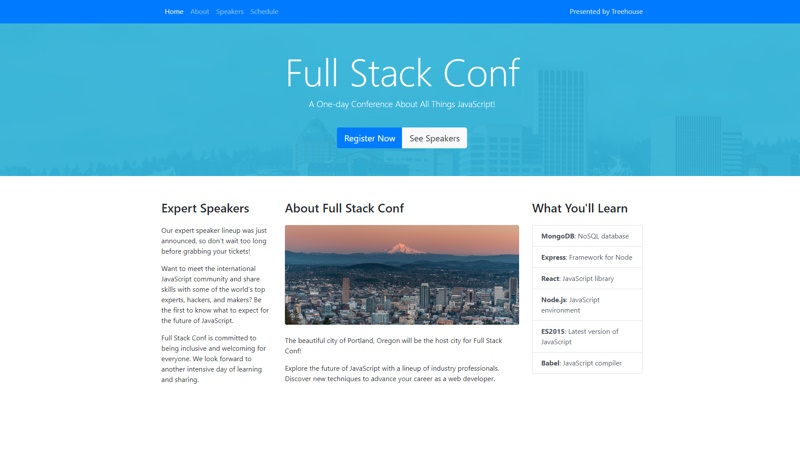 Home About Speakers Schedule Presented by Treehouse
Full Stack Conf
A One-day Conference About All Things JavaScript!
Register Now See Speakers
Expert Speakers
Our expert speaker lineup was just
announced, so don't wait too long
before grabbing your tickets!
Want to meet the international
JavaScript community and share
skills with some of the world's top
experts, hackers, and makers? Be
the first to know what to expect for
the future of JavaScript.
Full Stack Conf is committed to
being inclusive and welcoming for
everyone. We look forward to
another intensive day of learning
and sharing.
About Full Stack Conf
The beautiful city of Portland, Oregon will be the host city for Full Stack
Conf!
Explore the future of JavaScript with a lineup of industry professionals.
Discover new techniques to advance your career as a web developer.
What You'll Learn
MongoDB: NoSQL database
Express: Framework for Node
React: JavaScript library
Node.js: JavaScript
environment
ES2015: Latest version of
JavaScript
Babel: JavaScript compiler